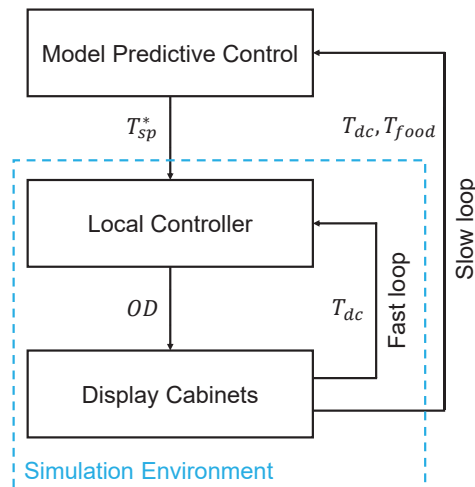 Model Predictive Control
T*sp
Tdc, Tfood
Slow loop
Local Controller
OD
Tdc
Fast loop
Display Cabinets
Simulation Environment